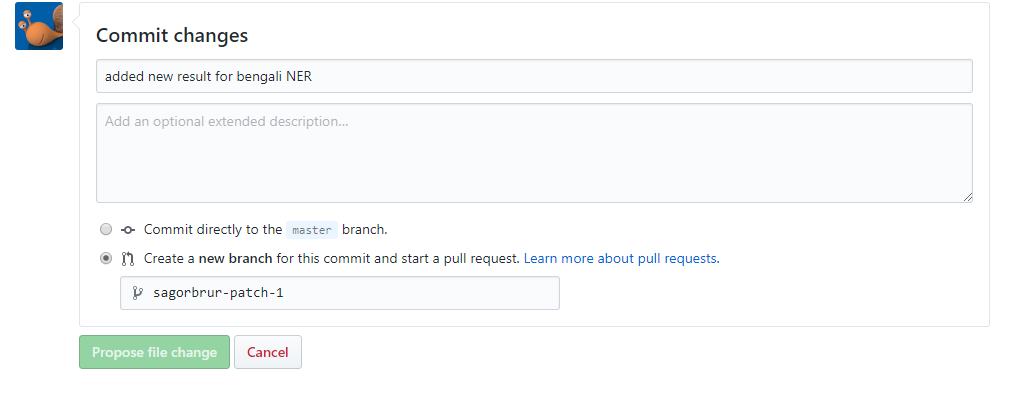 Commit changes
added new result for bengali NER
Add an optional extended description...
Commit directly to the master branch.
Create a new branch for this commit and start a pull request. Learn more about pull requests.
sagorbrur-patch-1
Propose file change Cancel